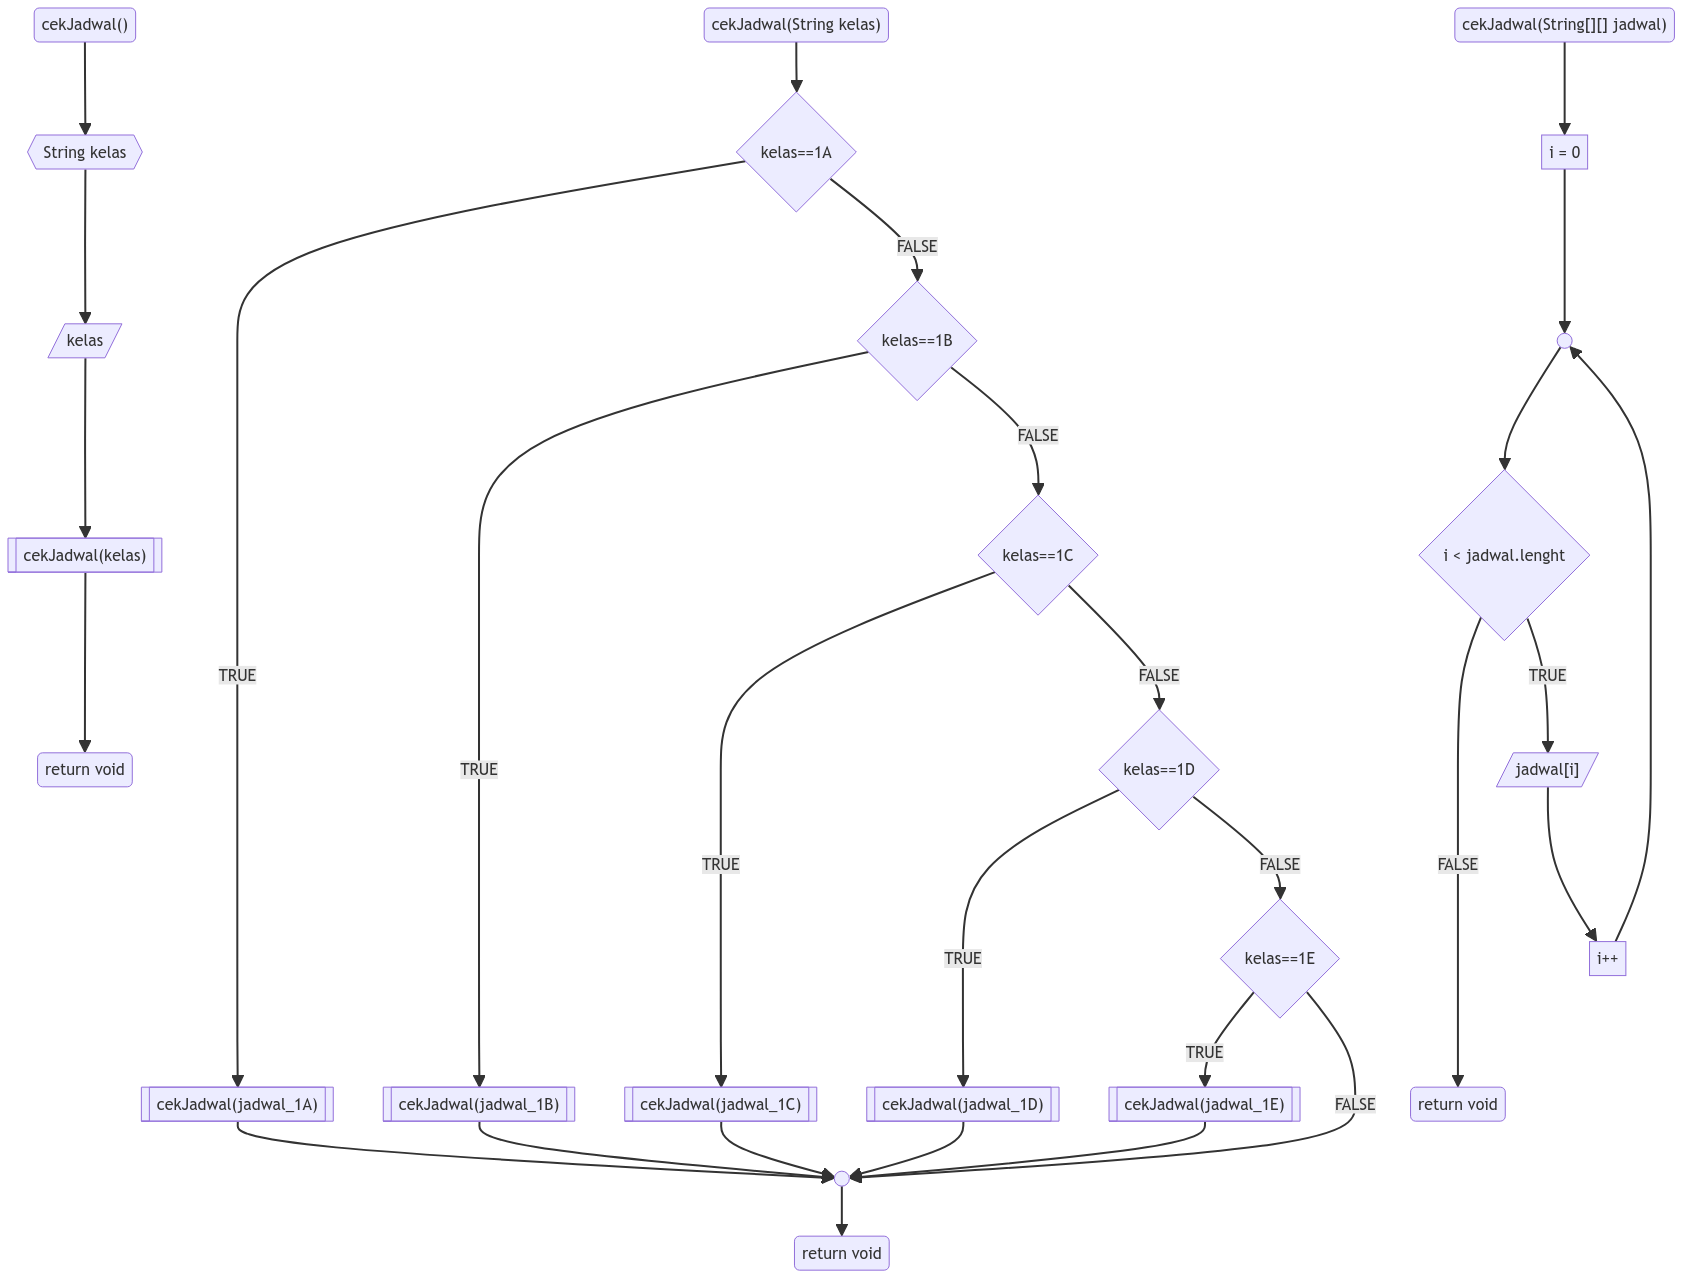 cekJadwal()
String kelas
kelas
cekJadwal(kelas)
return void
cekJadwal(String kelas)
kelas==1A
FALSE
kelas==1B
FALSE
kelas==1C
FALSE
kelas==1D
FALSE
kelas==1E
TRUE
TRUE
TRUE
TRUE
TRUE
FALSE
cekJadwal(jadwal_1A)
cekJadwal(jadwal_1B)
cekJadwal(jadwal_1C)
cekJadwal(jadwal_1D)
cekJadwal(jadwal_1E)
return void
cekJadwal(String[][] jadwal)
i = 0
i < jadwal.lenght
TRUE
jadwal[i]
FALSE
i++
return void